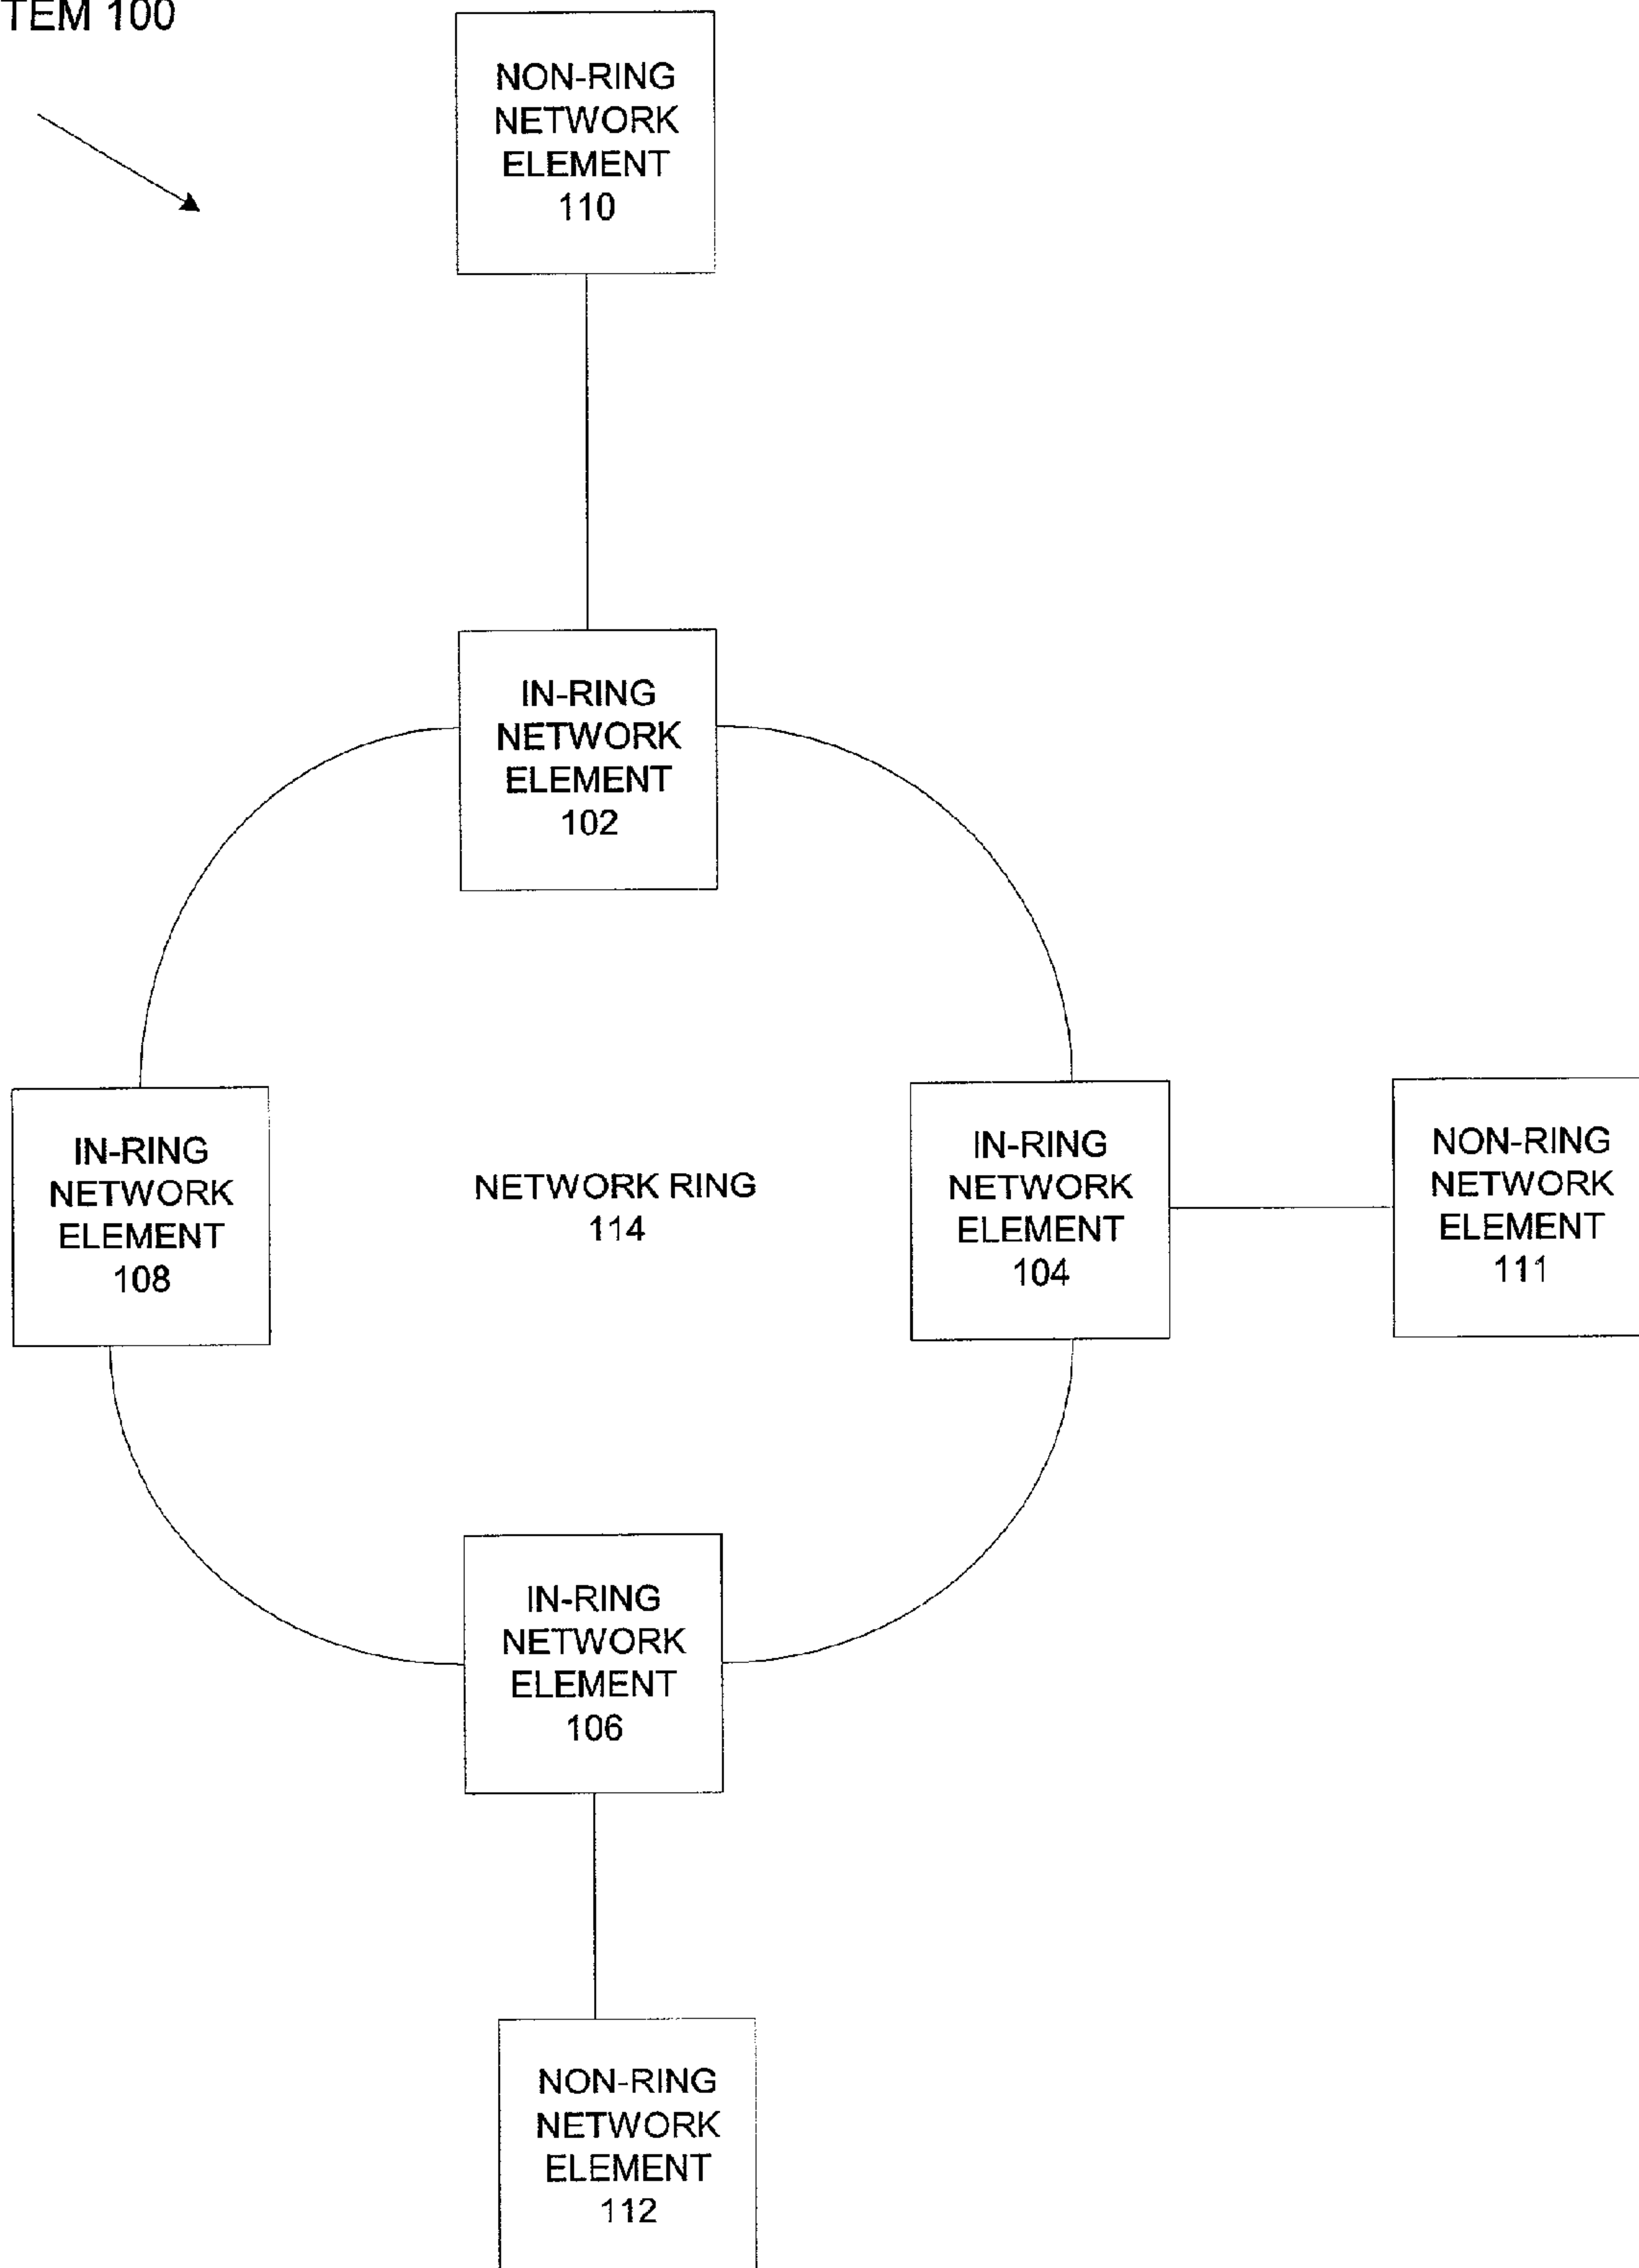 TEM 100
NON-RING
NETWORK
ELEMENT
110
IN-RING
NETWORK
ELEMENT
102
IN-RING
NETWORK
ELEMENT
108
NETWORK RING
114
IN-RING
NETWORK
ELEMENT
104
NON-RING
NETWORK
ELEMENT
111
IN-RING
NETWORK
ELEMENT
106
NON-RING
NETWORK
ELEMENT
112